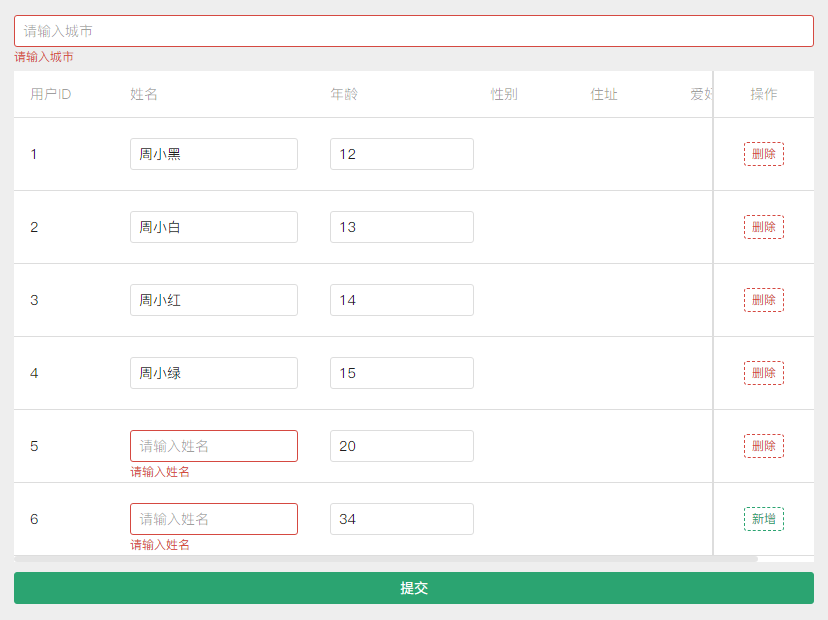 请输入城市
请输入城市
用户ID 姓名 年龄 性别 住址 操作
1 周小黑 12 删除
2 周小白 13 删除
3 周小红 14 删除
4 周小绿 15 删除
5 请输入姓名 20 删除
请输入姓名
6 请输入姓名 34 新增
请输入姓名
提交